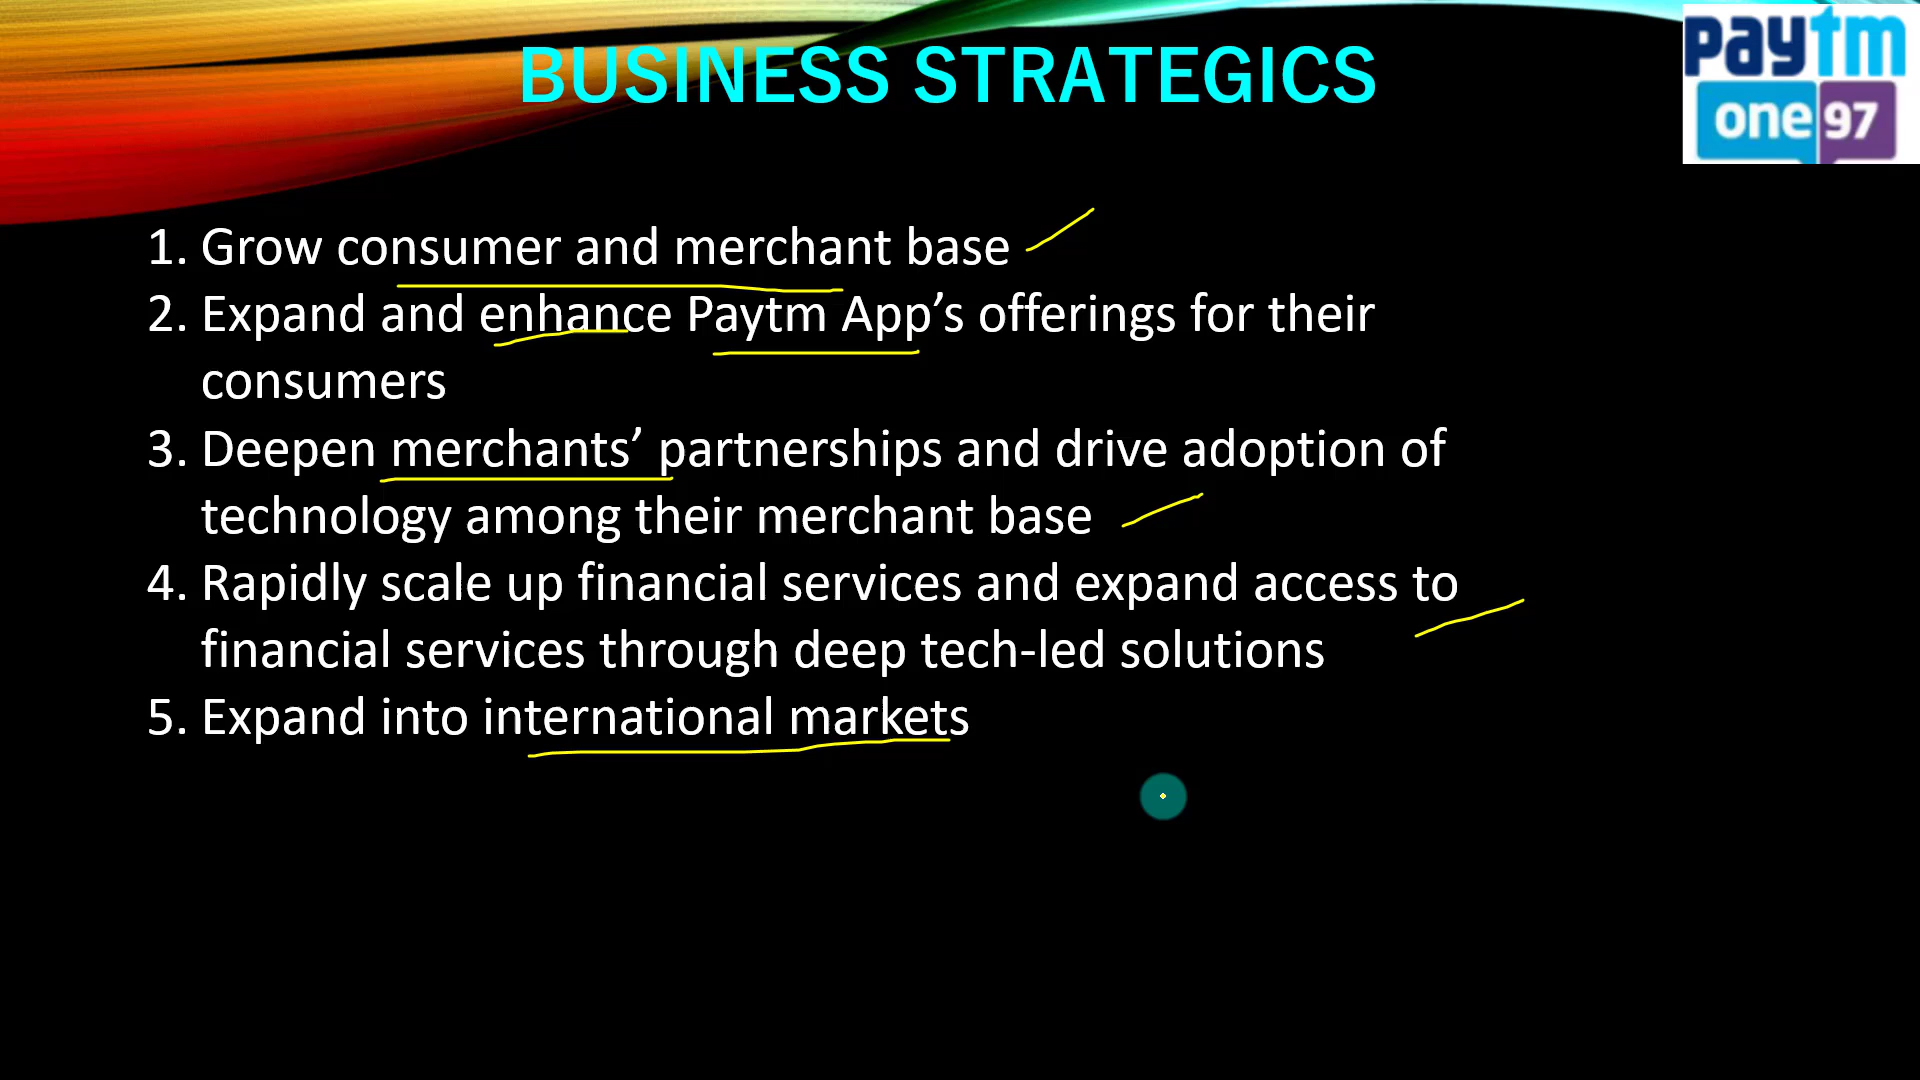 BUSINESS STRATEGICS
paytm
one 97
1. Grow consumer and merchant base
2. Expand and enhance Paytm App’s offerings for their
consumers
3. Deepen merchants’ partnerships and drive adoption of
technology among their merchant base
4. Rapidly scale up financial services and expand access to
financial services through deep tech-led solutions
5. Expand into international markets